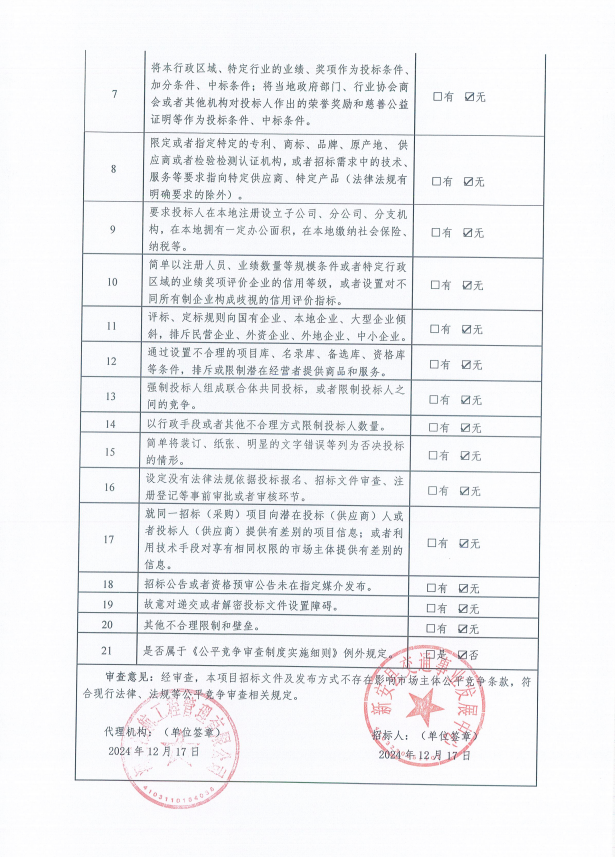 将本行政区域、特定行业的业绩、奖项作为投标条件、
加分条件、中标条件；将当地政府部门、行业协会商
7
会或者其他机构对投标人作出的荣誉奖励和慈善公益
证明等作为投标条件、中标条件。
□有 ☑无
限定或者指定特定的专利、商标、品牌、原产地、供
应商或者检验检测认证机构，或者招标需求中的技术、
8
服务等要求指向特定供应商、特定产品（法律法规有
明确要求的除外）。
□有 ☑无
要求投标人在本地注册设立子公司、分公司、分支机
9
构，在本地拥有一定办公面积，在本地缴纳社会保险、
纳税等。
□有 ☑无
简单以注册人员、业绩数量等规模条件或者特定行政
10
区域的业绩奖项评价企业的信用等级，或者设置对不
同所有制企业构成歧视的信用评价指标。
□有 ☑无
11
评标、定标规则向国有企业、本地企业、大型企业倾
斜，排斥民营企业、外资企业、外地企业、中小企业。
□有 ☑无
12
通过设置不合理的项目库、名录库、备选库、资格库
等条件，排斥或限制潜在经营者提供商品和服务。
□有 ☑无
13
强制投标人组成联合体共同投标，或者限制投标人之
间的竞争。
□有 ☑无
14
以行政手段或者其他不合理方式限制投标人数量。
□有 ☑无
15
简单将装订、纸张、明显的文字错误等列为否决投标
的情形。
□有 ☑无
16
设定没有法律法规依据投标报名、招标文件审查、注
册登记等事前审批或者审核环节。
□有 ☑无
就同一招标（采购）项目向潜在投标（供应商）人或
者投标人（供应商）提供有差别的项目信息；或者利
17
用技术手段对享有相同权限的市场主体提供有差别的
信息。
□有 ☑无
18
招标公告或者资格预审公告未在指定媒介发布。
□有 ☑无
19
故意对递交或者解密投标文件设置障碍。
□有 ☑无
20
其他不合理限制和壁垒。
□有 ☑无
21
是否属于《公平竞争审查制度实施细则》例外规定。
□是 ☑否
审查意见：经审查，本项目招标文件及发布方式不存在影响市场主体公平竞争条款，符
合现行法律、法规等公平竞争审查相关规定。
代理机构：（单位签章）
招标人：（单位签章）
2024 年 12 月 17 日
2024 年 12 月 17 日
新安县交通事业发展中心
工程管理有限公司